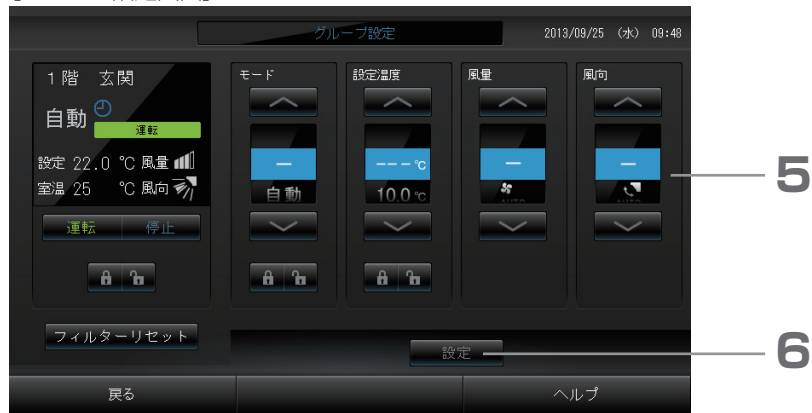 グループ設定
2013/09/25 (水) 09:48
1階 玄関
自動
運転
設定 22.0 ℃ 風量
室温 25 ℃ 風向
運転 停止
フィルターリセット
モード
－
自動
設定温度
---℃
10.0 ℃
風量
－
AUTO
風向
－
AUTO
5
設定
6
戻る
ヘルプ